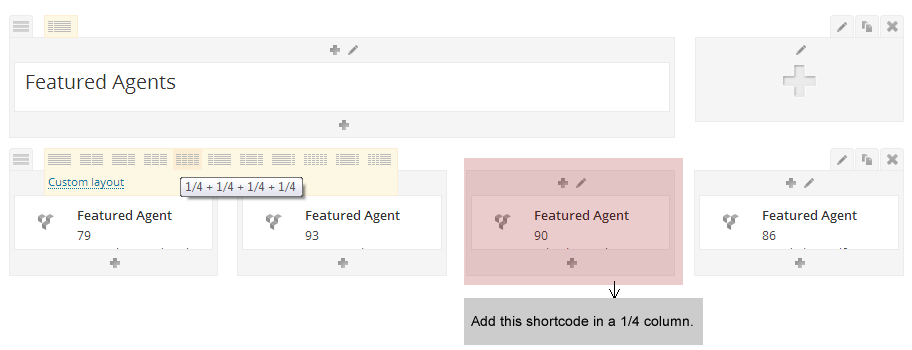 Featured Agents
Custom layout
1/4 + 1/4 + 1/4 + 1/4
Featured Agent
79
Featured Agent
93
Featured Agent
90
Featured Agent
86
Add this shortcode in a 1/4 column.